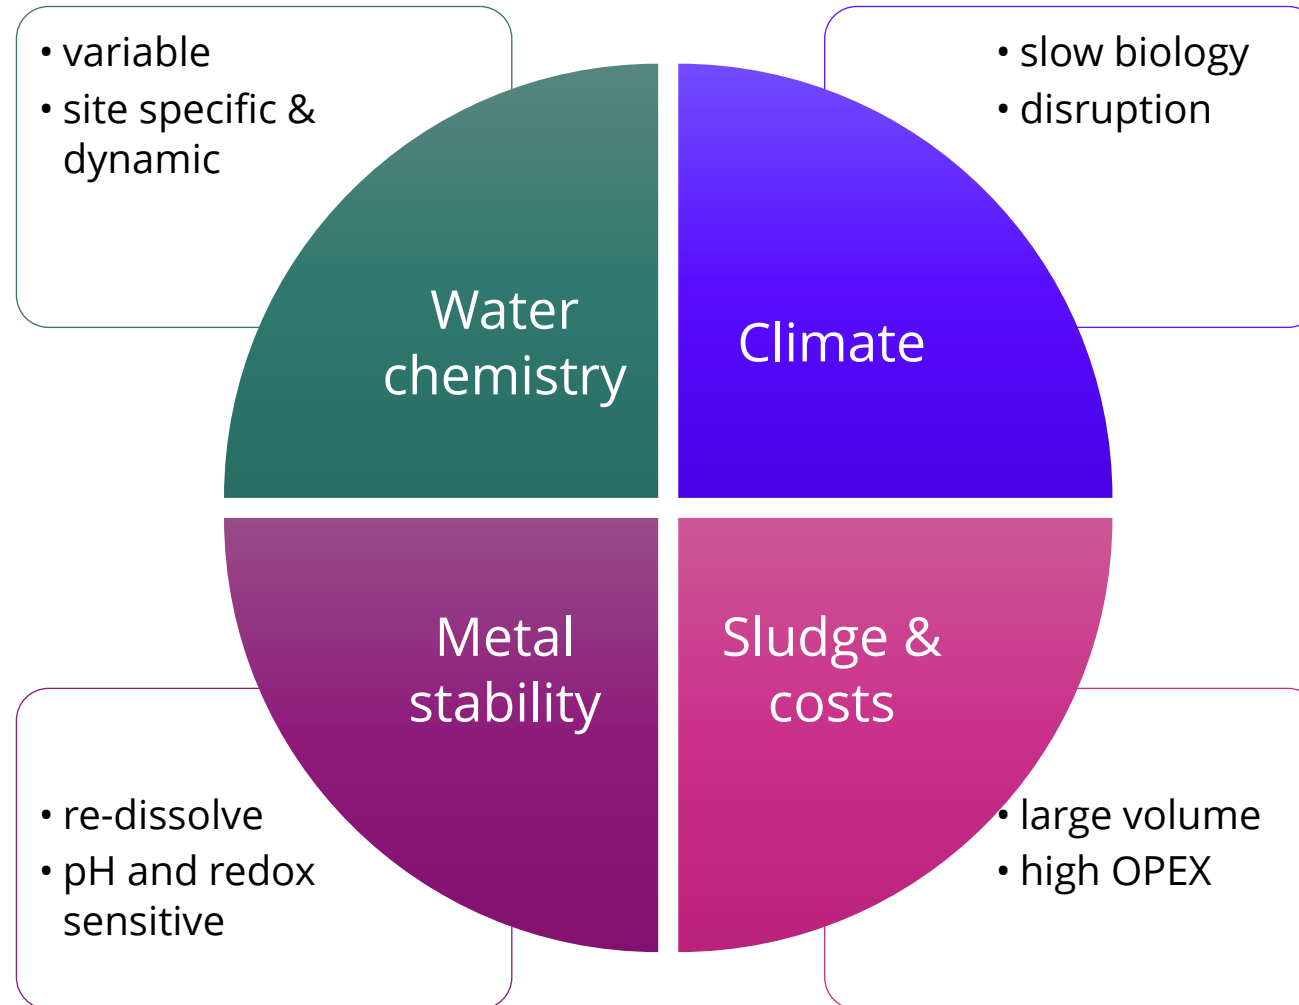 • variable
• site specific &
dynamic
• slow biology
• disruption
Water
chemistry
Climate
Metal
stability
Sludge &
costs
• re-dissolve
• pH and redox
sensitive
• large volume
• high OPEX